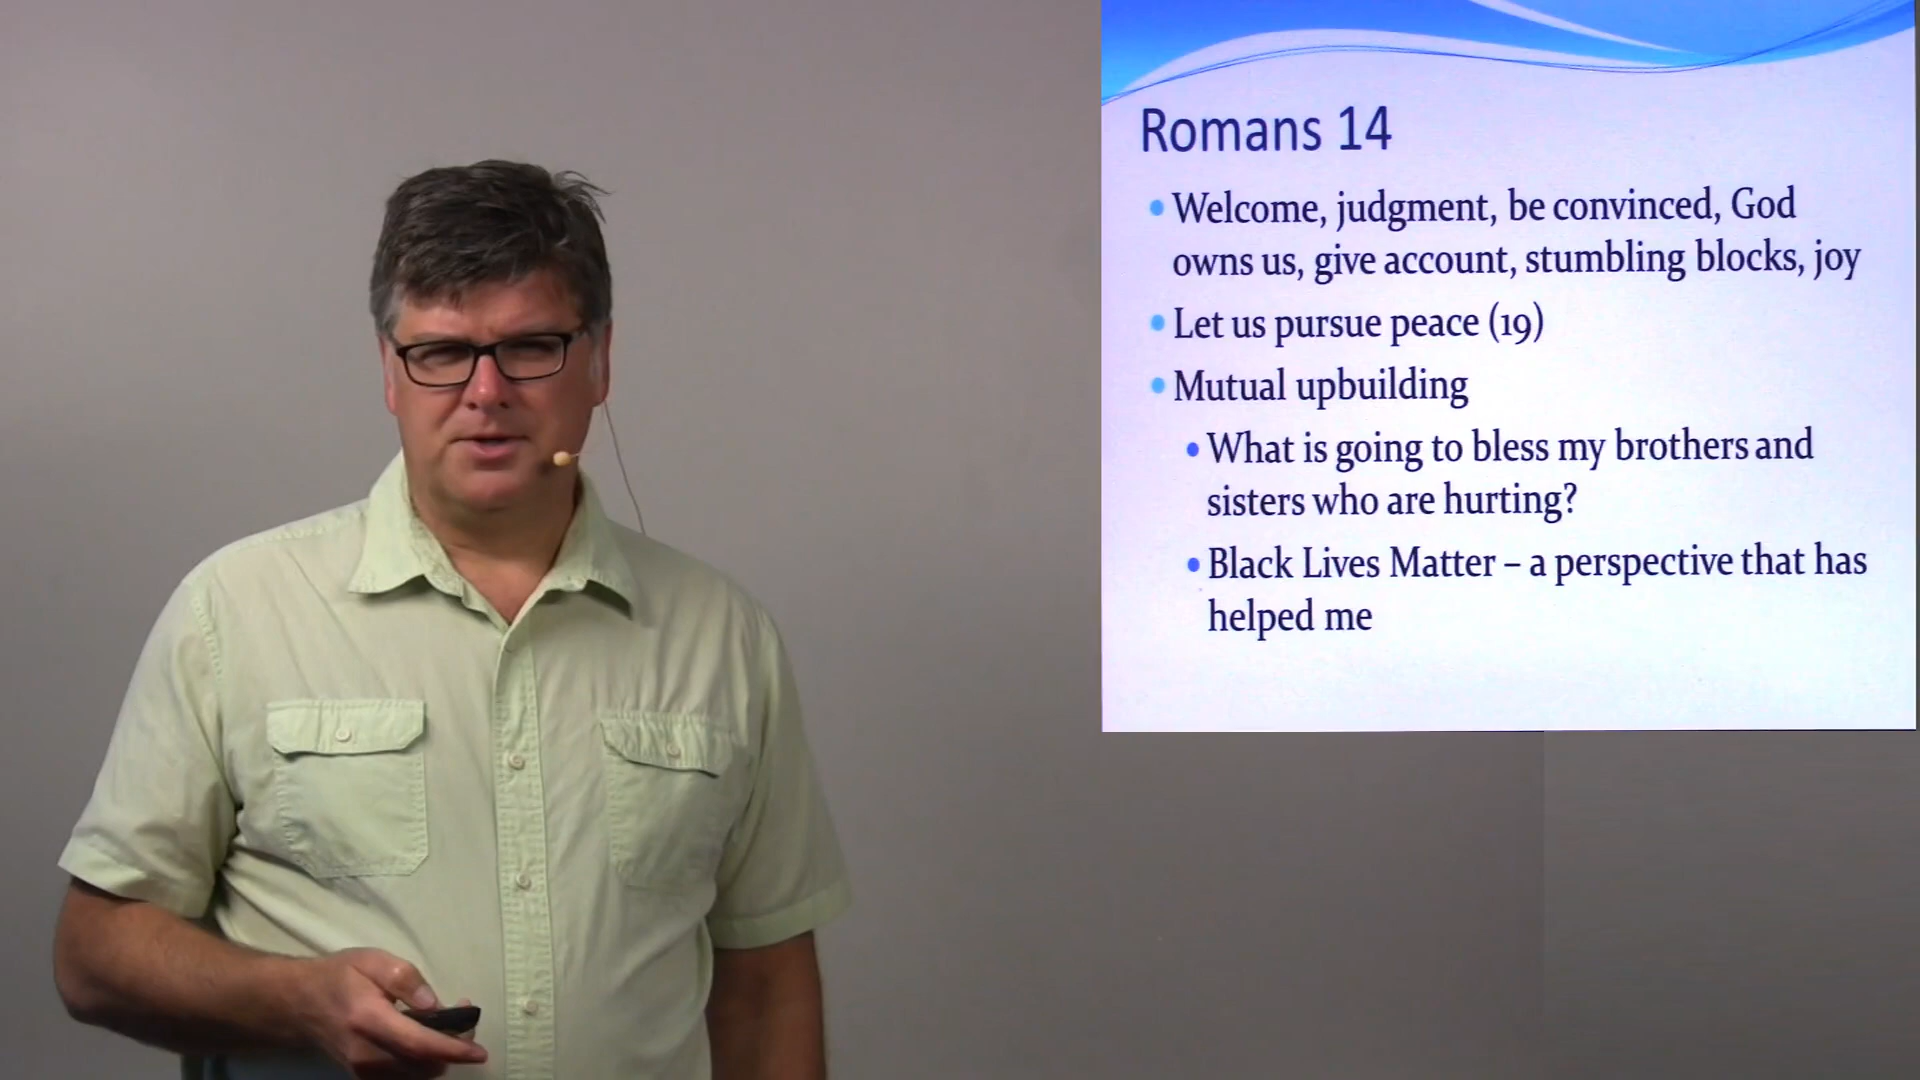 Romans 14
• Welcome, judgment, be convinced, God
owns us, give account, stumbling blocks, joy
• Let us pursue peace (19)
• Mutual upbuilding
• What is going to bless my brothers and
sisters who are hurting?
• Black Lives Matter – a perspective that has
helped me